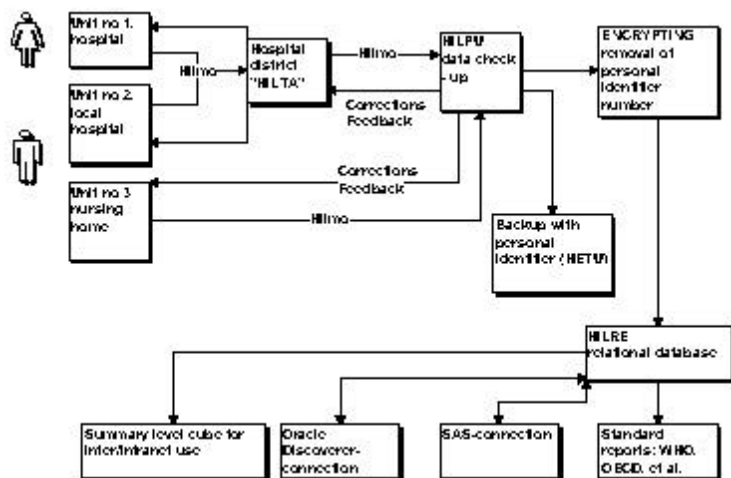 Unit no 1.
hospital
Hilmo
Hospital
district
"HILTA"
Hilmo
HILPU
data check
- up
ENCRYPTING
removal of
personal
identifier
number
Unit no 2.
local
hospital
Corrections
Feedback
Unit no 3
nursing
home
Corrections
Feedback
Hilmo
Backup with
personal
identifier (HETU)
HILRE
relational database
Summary level cube for
inter/intranet use
Oracle
Discoverer-
connection
SAS-connection
Standard
reports: WHO,
OECD, et al.